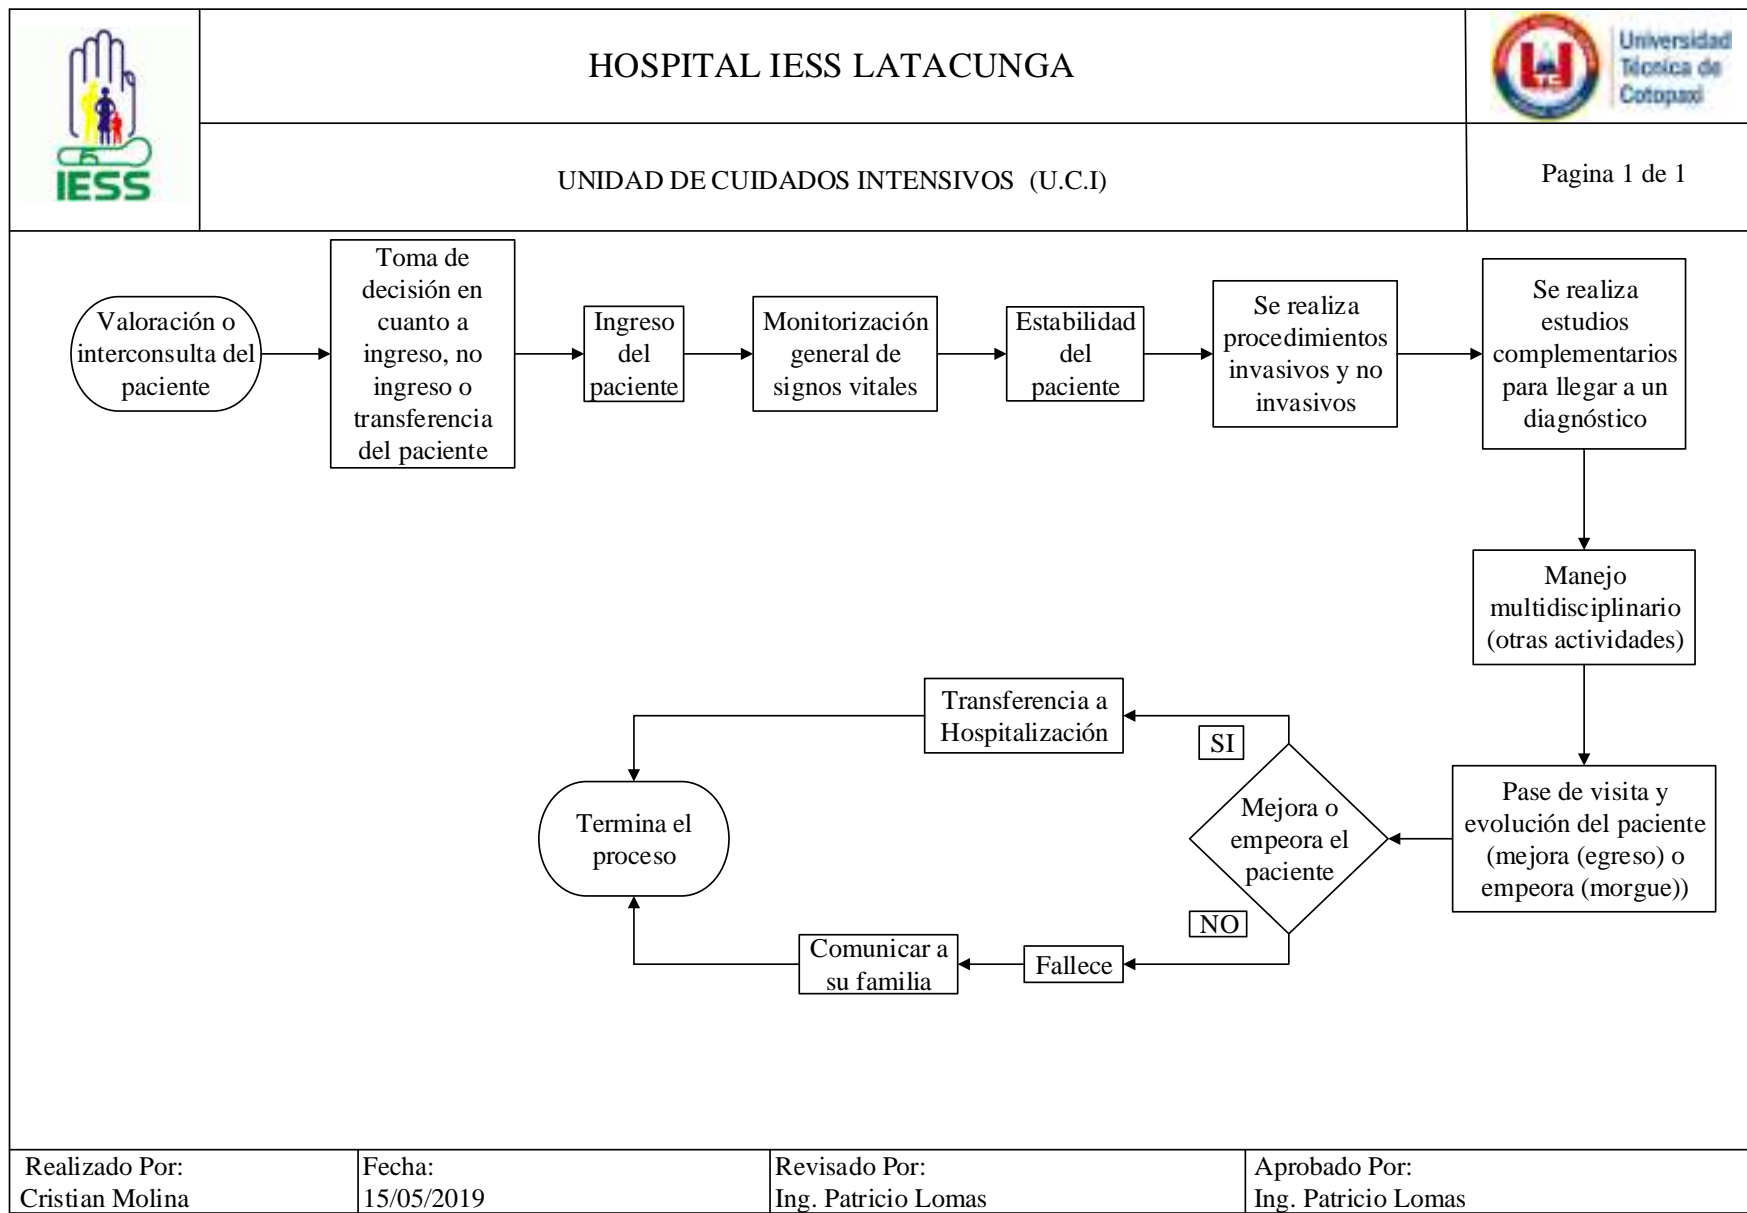 IESS
HOSPITAL IESS LATACUNGA
Universidad
Técnica de
Cotopaxi
UNIDAD DE CUIDADOS INTENSIVOS (U.C.I)
Pagina 1 de 1
Valoración o
interconsulta del
paciente
Toma de
decisión en
cuanto a
ingreso, no
ingreso o
transferencia
del paciente
Ingreso
del
paciente
Monitorización
general de
signos vitales
Estabilidad
del
paciente
Se realiza
procedimientos
invasivos y no
invasivos
Se realiza
estudios
complementarios
para llegar a un
diagnóstico
Manejo
multidisciplinario
(otras actividades)
Pase de visita y
evolución del paciente
(mejora (egreso) o
empeora (morgue))
Mejora o
empeora el
paciente
SI
Transferencia a
Hospitalización
NO
Fallece
Comunicar a
su familia
Termina el
proceso
Realizado Por:
Cristian Molina
Fecha:
15/05/2019
Revisado Por:
Ing. Patricio Lomas
Aprobado Por:
Ing. Patricio Lomas